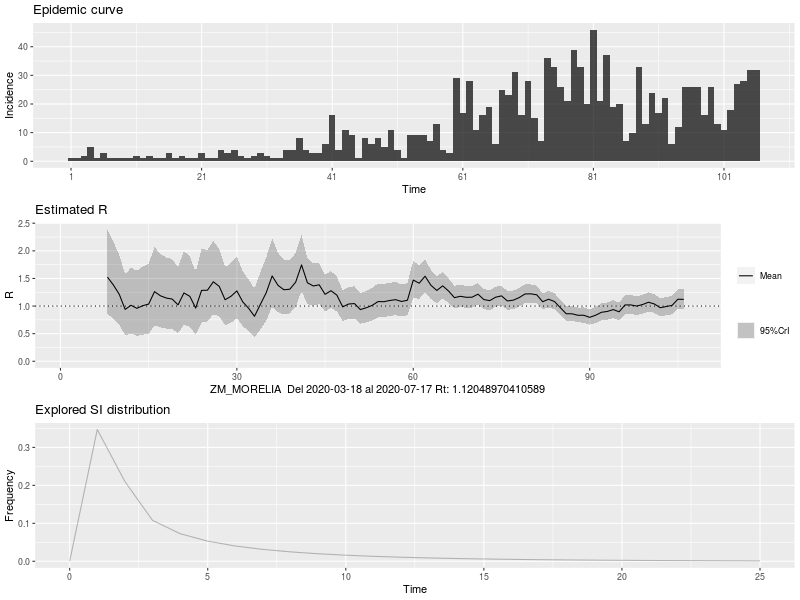 Epidemic curve
40
30
20
10
0
Incidence
1 21 41 61 81 101
Time
Estimated R
2.5
2.0
1.5
1.0
0.5
0.0
R
0 30 60 90
ZM_MORELIA Del 2020-03-18 al 2020-07-17 Rt: 1.12048970410589
Mean
95%CrI
Explored SI distribution
0.3
0.2
0.1
0.0
Frequency
0 5 10 15 20 25
Time